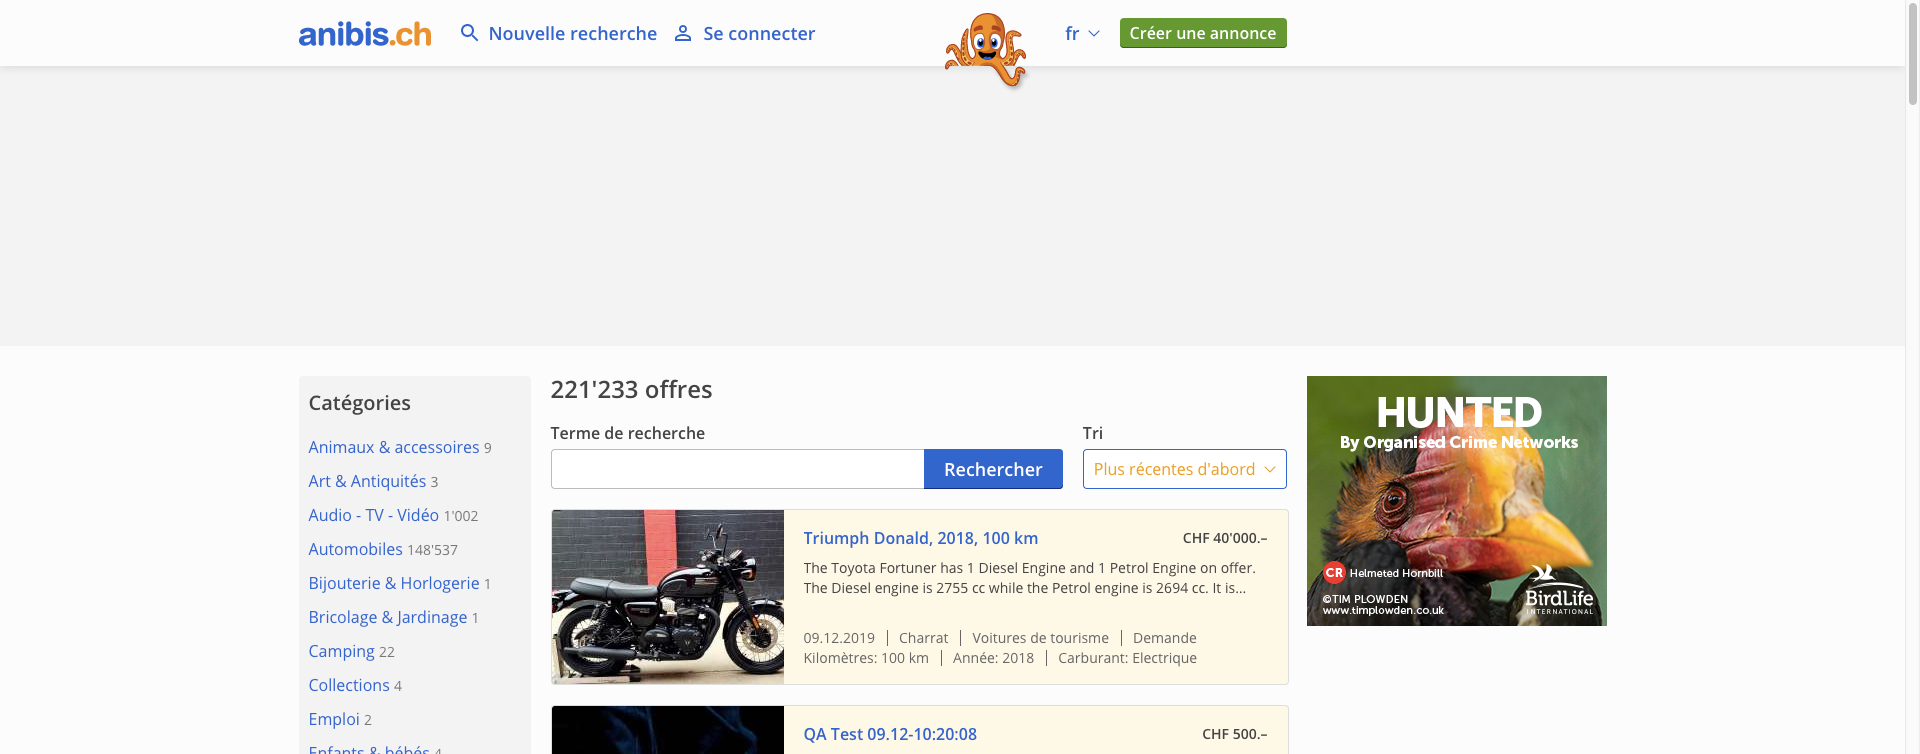 anibis.ch
Nouvelle recherche
Se connecter
fr
Créer une annonce
Catégories
Animaux & accessoires 9
Art & Antiquités 3
Audio - TV - Vidéo 1'002
Automobiles 148'537
Bijouterie & Horlogerie 1
Bricolage & Jardinage 1
Camping 22
Collections 4
Emploi 2
Enfants & bébés 4
221'233 offres
Terme de recherche
Rechercher
Tri
Plus récentes d'abord
Triumph Donald, 2018, 100 km
CHF 40'000.–
The Toyota Fortuner has 1 Diesel Engine and 1 Petrol Engine on offer.
The Diesel engine is 2755 cc while the Petrol engine is 2694 cc. It is...
09.12.2019 | Charrat | Voitures de tourisme | Demande
Kilomètres: 100 km | Année: 2018 | Carburant: Electrique
QA Test 09.12-10:20:08
CHF 500.–
HUNTED
By Organised Crime Networks
CR Helmeted Hornbill
©TIM PLOWDEN
www.timplowden.co.uk
BirdLife
INTERNATIONAL